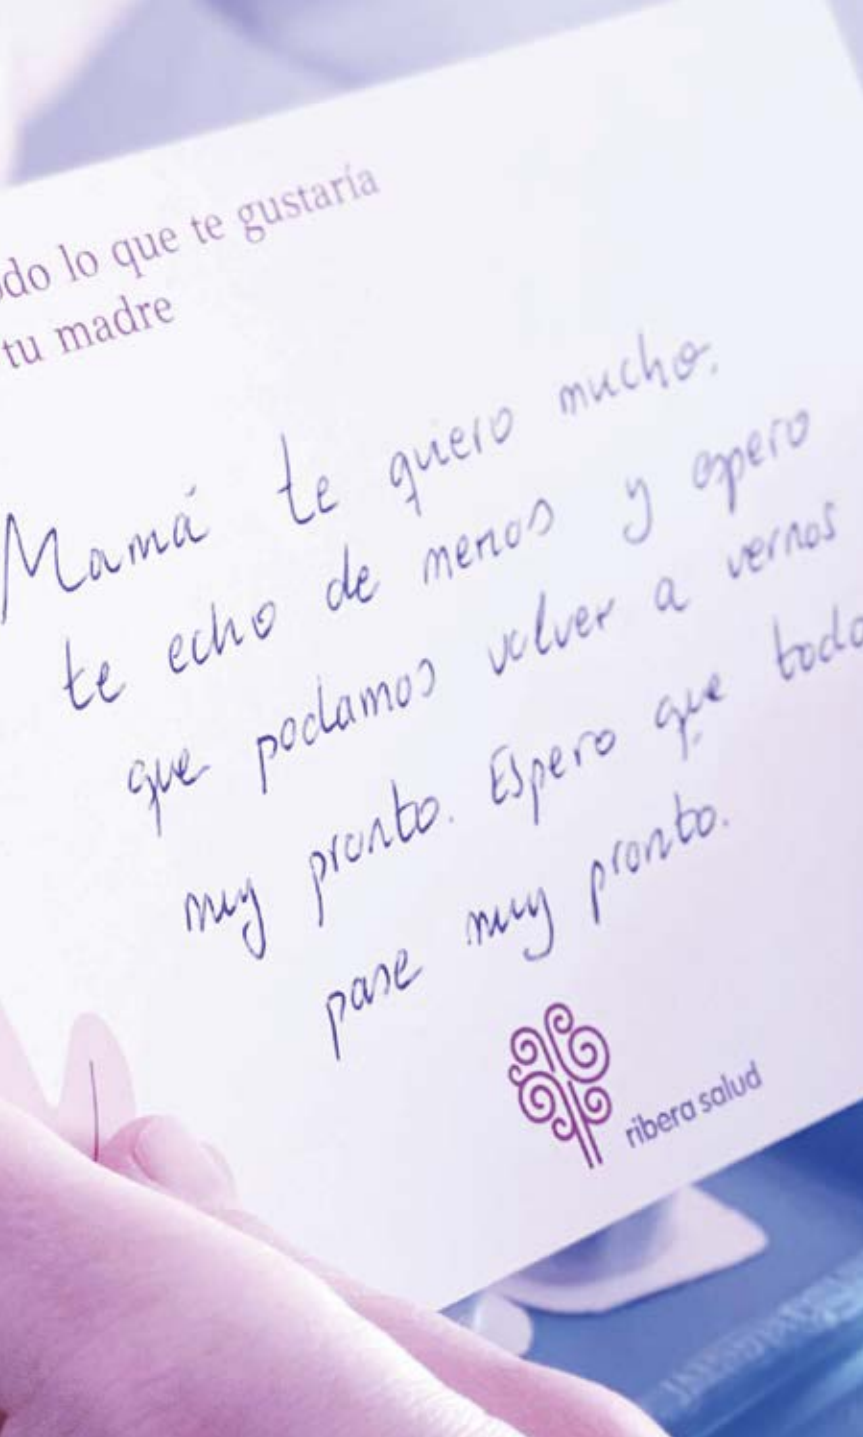 odo lo que te gustaría
tu madre
Mamá te quiero mucho.
te echo de menos y espero
que podamos volver a vernos
muy pronto. Espero que todo
pase muy pronto.
ribera salud